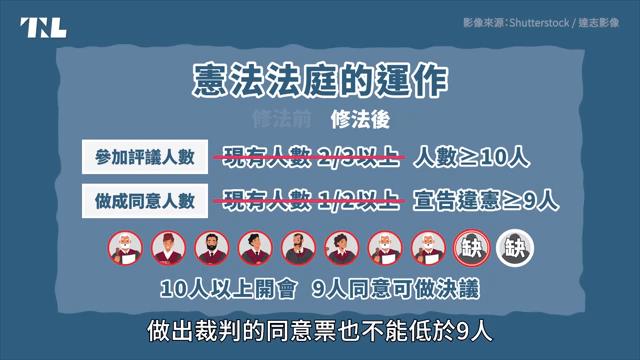 TNL
影像來源：Shutterstock / 達志影像
憲法法庭的運作
修法前 修法後
參加評議人數 現有人數 2/3以上 人數≥10人
做成同意人數 現有人數 1/2以上 宣告違憲≥9人
缺 缺
10人以上開會 9人同意可做決議
做出裁判的同意票也不能低於9人